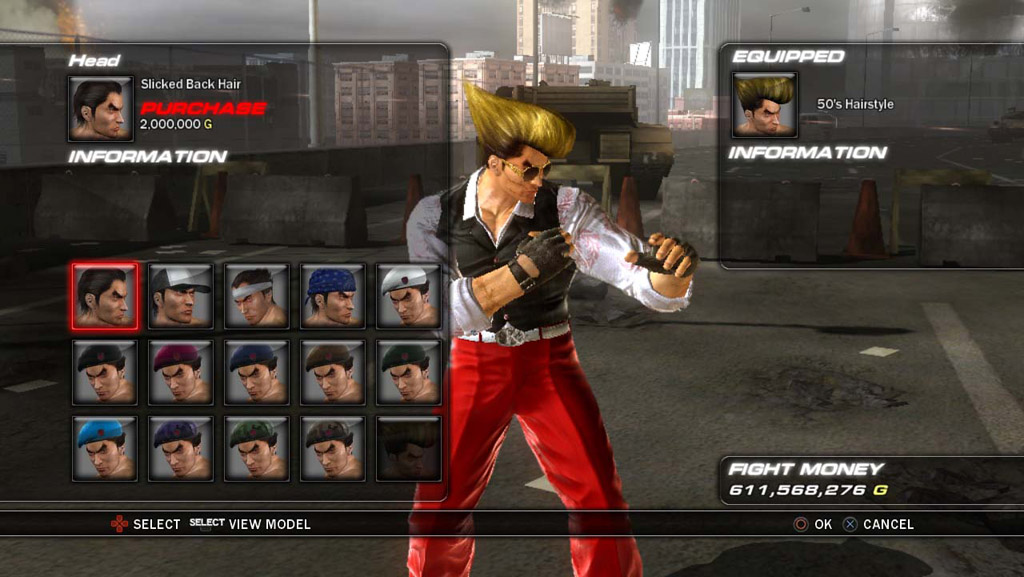 Head
Slicked Back Hair
PURCHASE
2,000,000 G
INFORMATION
EQUIPPED
50's Hairstyle
INFORMATION
FIGHT MONEY
611,568,276 G
SELECT SELECT VIEW MODEL
OK CANCEL